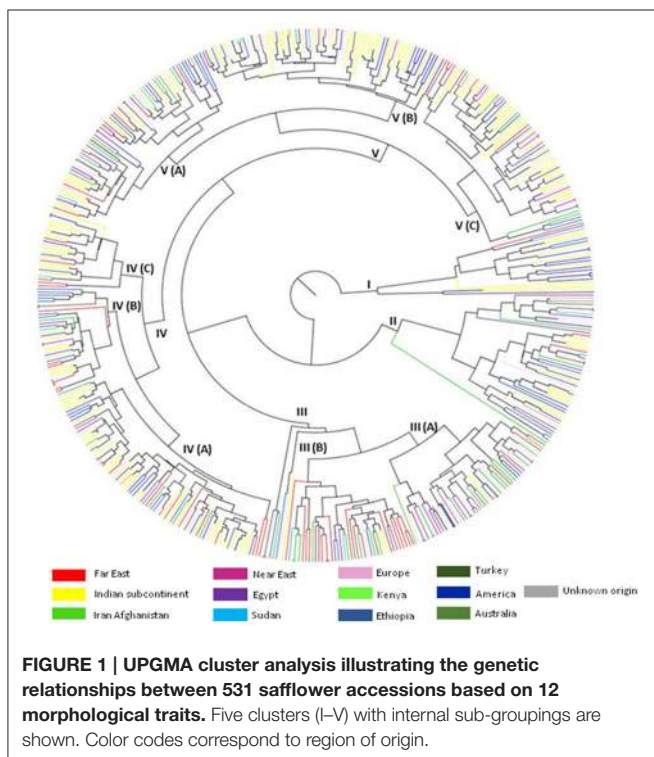 V (B)
V (A)
V
V (C)
IV (C)
I
IV (B)
II
IV
III
III (A)
III (B)
IV (A)
Far East Near East Europe Turkey
Indian subcontinent Egypt Kenya America Unknown origin
Iran Afghanistan Sudan Ethiopia Australia
FIGURE 1 | UPGMA cluster analysis illustrating the genetic
relationships between 531 safflower accessions based on 12
morphological traits. Five clusters (I–V) with internal sub-groupings are
shown. Color codes correspond to region of origin.